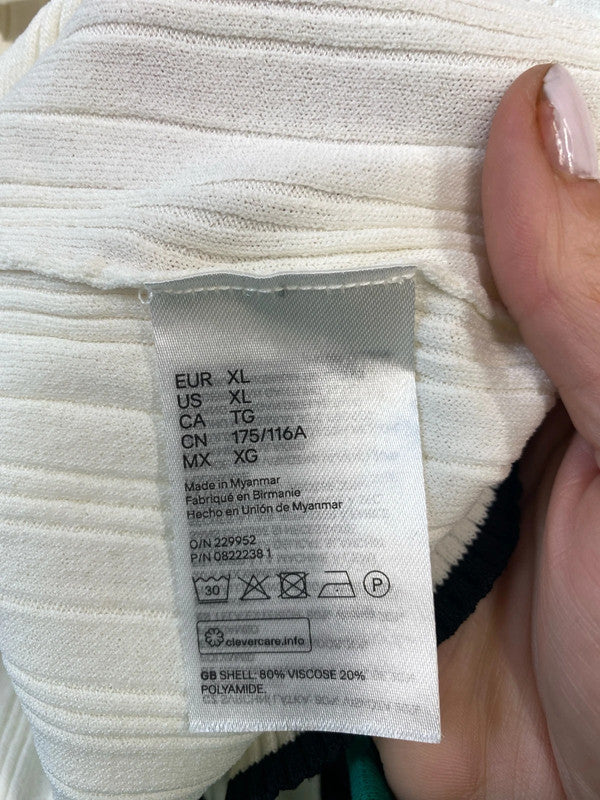 EUR XL
US XL
CA TG
CN 175/116A
MX XG
Made in Myanmar
Fabriqué en Birmanie
Hecho en Unión de Myanmar
O/N 229952
P/N 0822238 1
30
P
clevercare.info
GB SHELL: 80% VISCOSE 20%
POLYAMIDE.